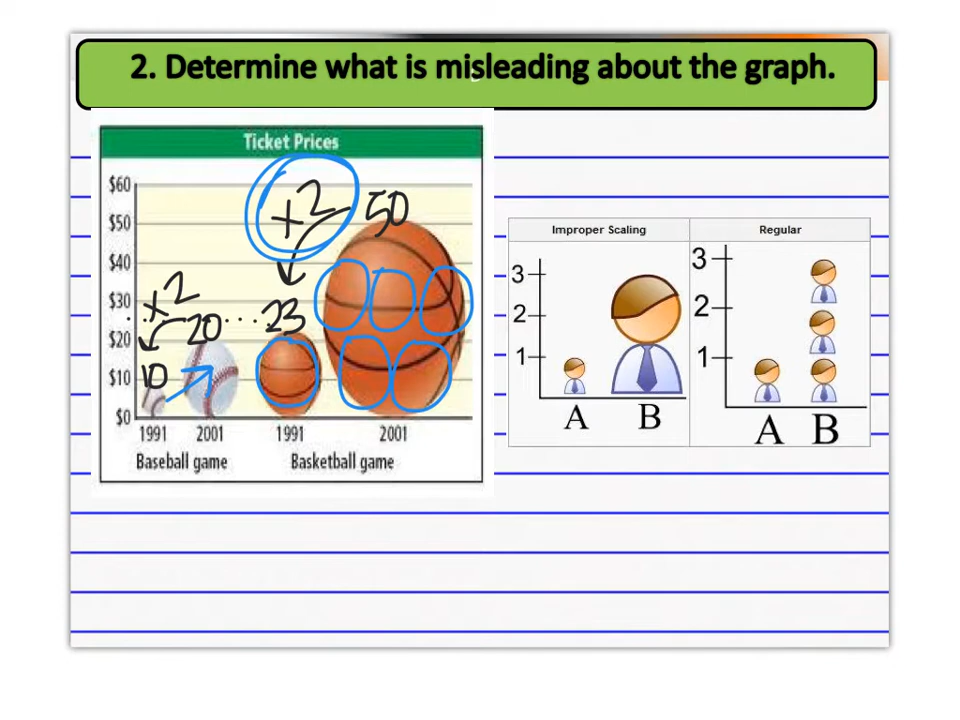 2. Determine what is misleading about the graph.
Ticket Prices
$60
$50
$40
$30
$20
$10
$0
×2
10
20
×2
23
50
1991 2001 1991 2001
Baseball game Basketball game
Improper Scaling Regular
3
2
1
A B
3
2
1
A B